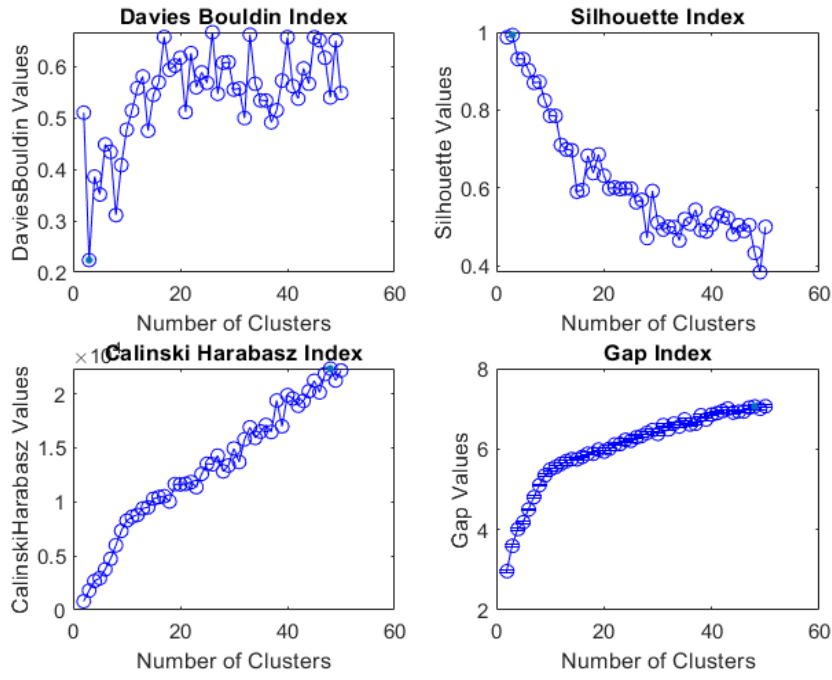 Davies Bouldin Index
DaviesBouldin Values
0.6
0.5
0.4
0.3
0.2
0 20 40 60
Number of Clusters
Silhouette Index
Silhouette Values
1
0.8
0.6
0.4
0 20 40 60
Number of Clusters
Calinski Harabasz Index
CalinskiHarabasz Values
2
1.5
1
0.5
0
0 20 40 60
Number of Clusters
Gap Index
Gap Values
8
6
4
2
0 20 40 60
Number of Clusters